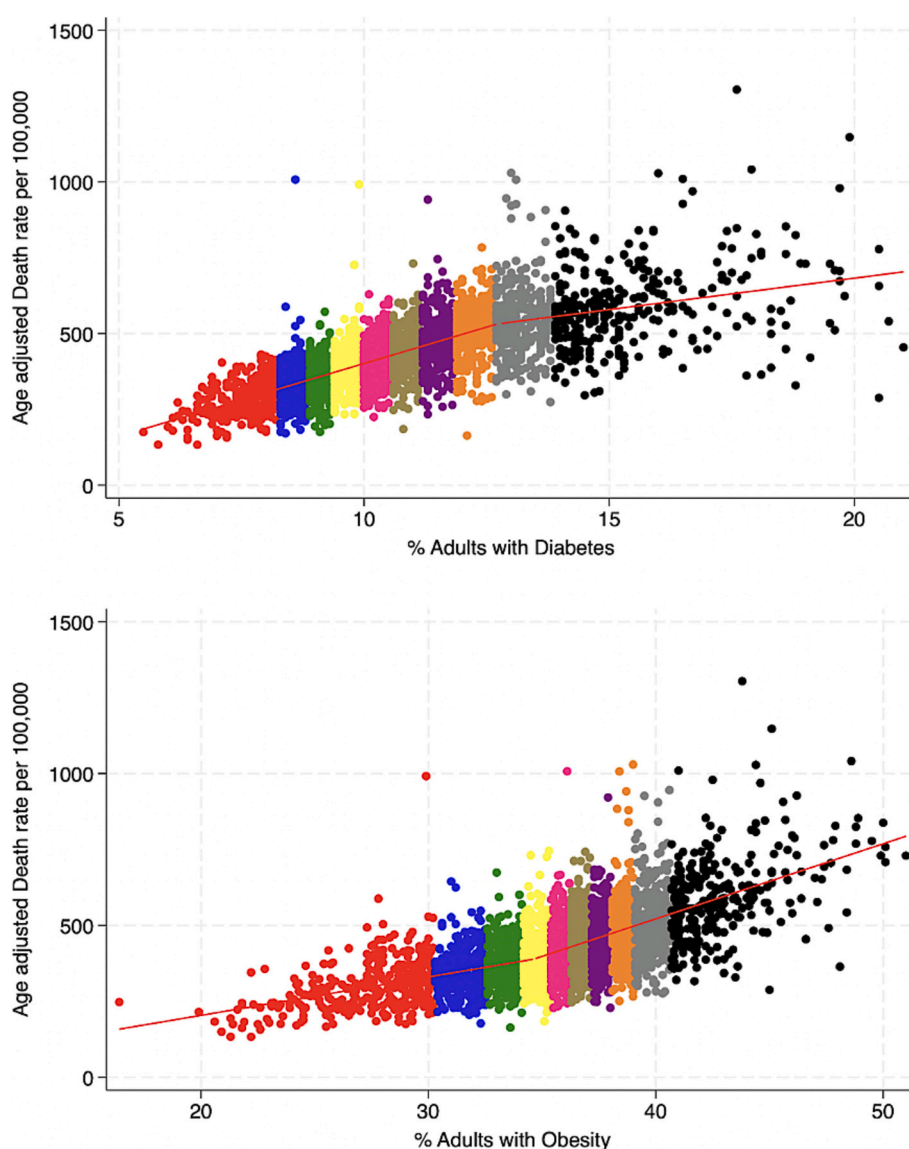 Age adjusted Death rate per 100,000
1500
1000
500
0
5 10 15 20
% Adults with Diabetes
Age adjusted Death rate per 100,000
1500
1000
500
0
20 30 40 50
% Adults with Obesity